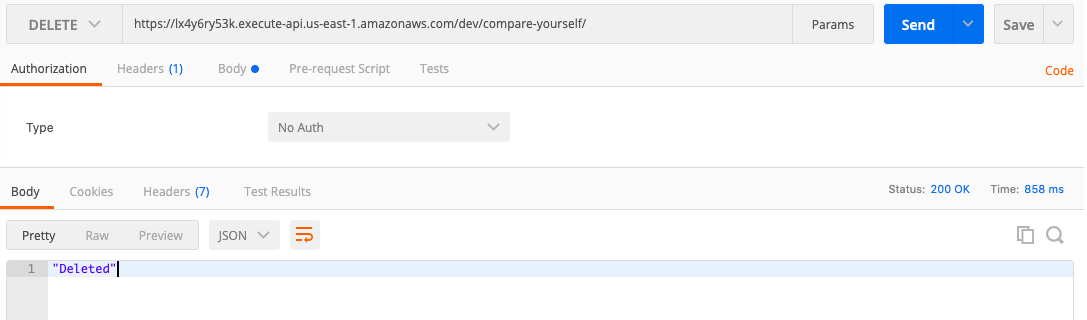 DELETE https://lx4y6ry53k.execute-api.us-east-1.amazonaws.com/dev/compare-yourself/ Params Send Save
Authorization Headers (1) Body Pre-request Script Tests Code
Type No Auth
Body Cookies Headers (7) Test Results Status: 200 OK Time: 858 ms
Pretty Raw Preview JSON
1 "Deleted"